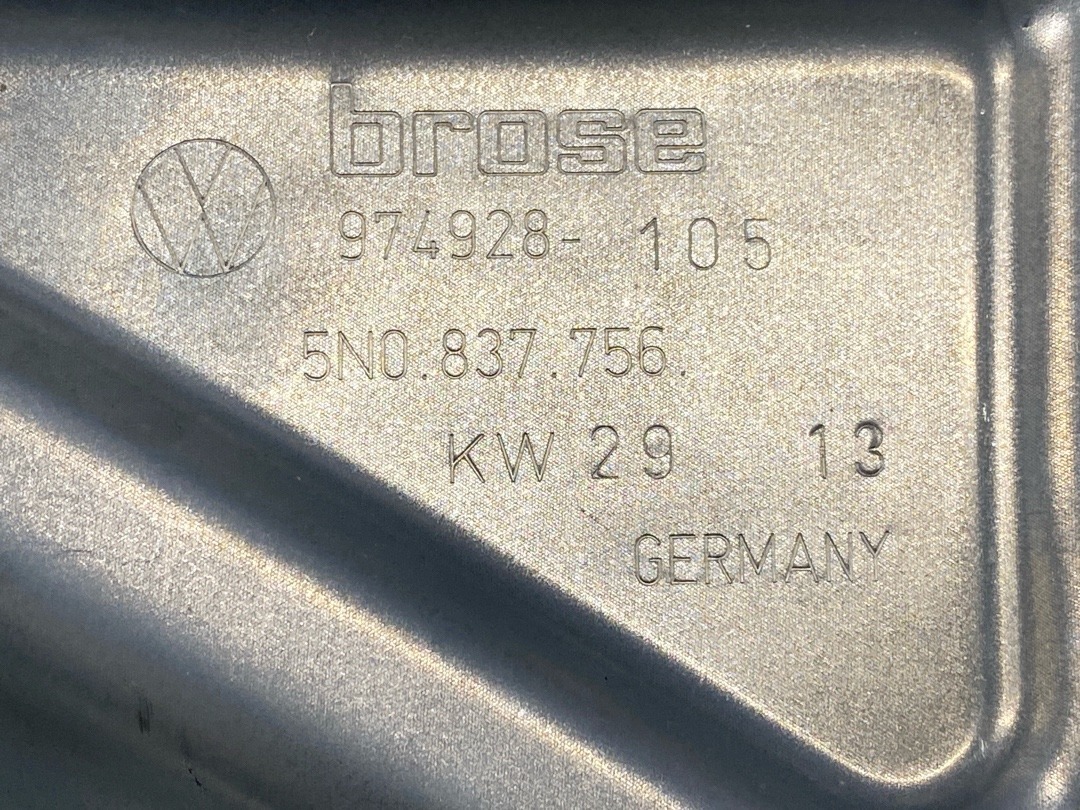 brose
974928- 105
5N0.837.756.
KW 29 13
GERMANY